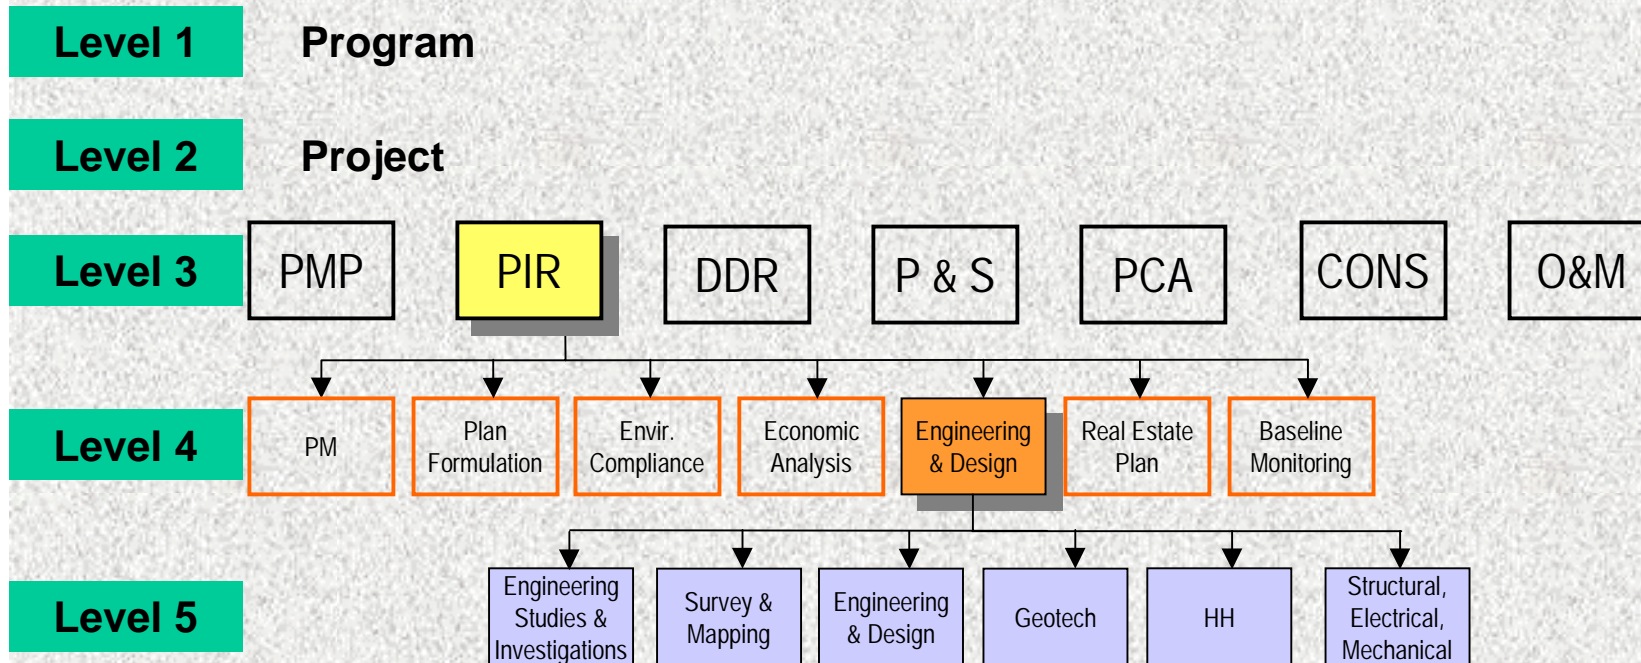 Level 1
Program
Level 2
Project
Level 3
PMP
PIR
DDR
P & S
PCA
CONS
O&M
Level 4
PM
Plan
Formulation
Envir.
Compliance
Economic
Analysis
Engineering
& Design
Real Estate
Plan
Baseline
Monitoring
Level 5
Engineering
Studies &
Investigations
Survey &
Mapping
Engineering
& Design
Geotech
HH
Structural,
Electrical,
Mechanical